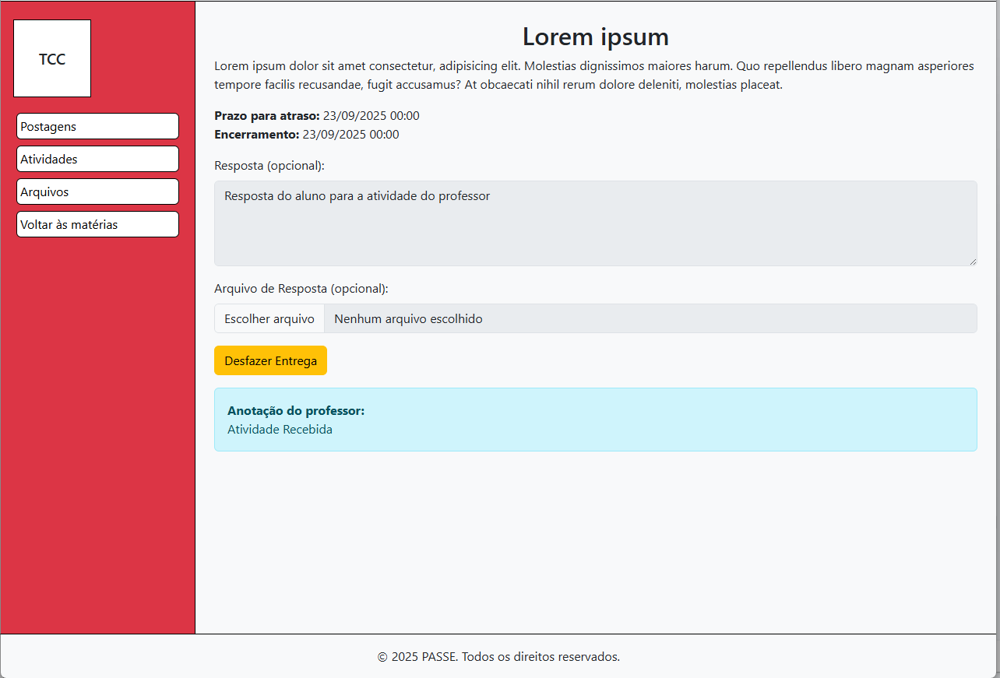 TCC
Postagens
Atividades
Arquivos
Voltar às matérias
Lorem ipsum
Lorem ipsum dolor sit amet consectetur, adipisicing elit. Molestias dignissimos maiores harum. Quo repellendus libero magnam asperiores
tempore facilis recusandae, fugit accusamus? At obcaecati nihil rerum dolore deleniti, molestias placeat.
Prazo para atraso: 23/09/2025 00:00
Encerramento: 23/09/2025 00:00
Resposta (opcional):
Resposta do aluno para a atividade do professor
Arquivo de Resposta (opcional):
Escolher arquivo Nenhum arquivo escolhido
Desfazer Entrega
Anotação do professor:
Atividade Recebida
© 2025 PASSE. Todos os direitos reservados.